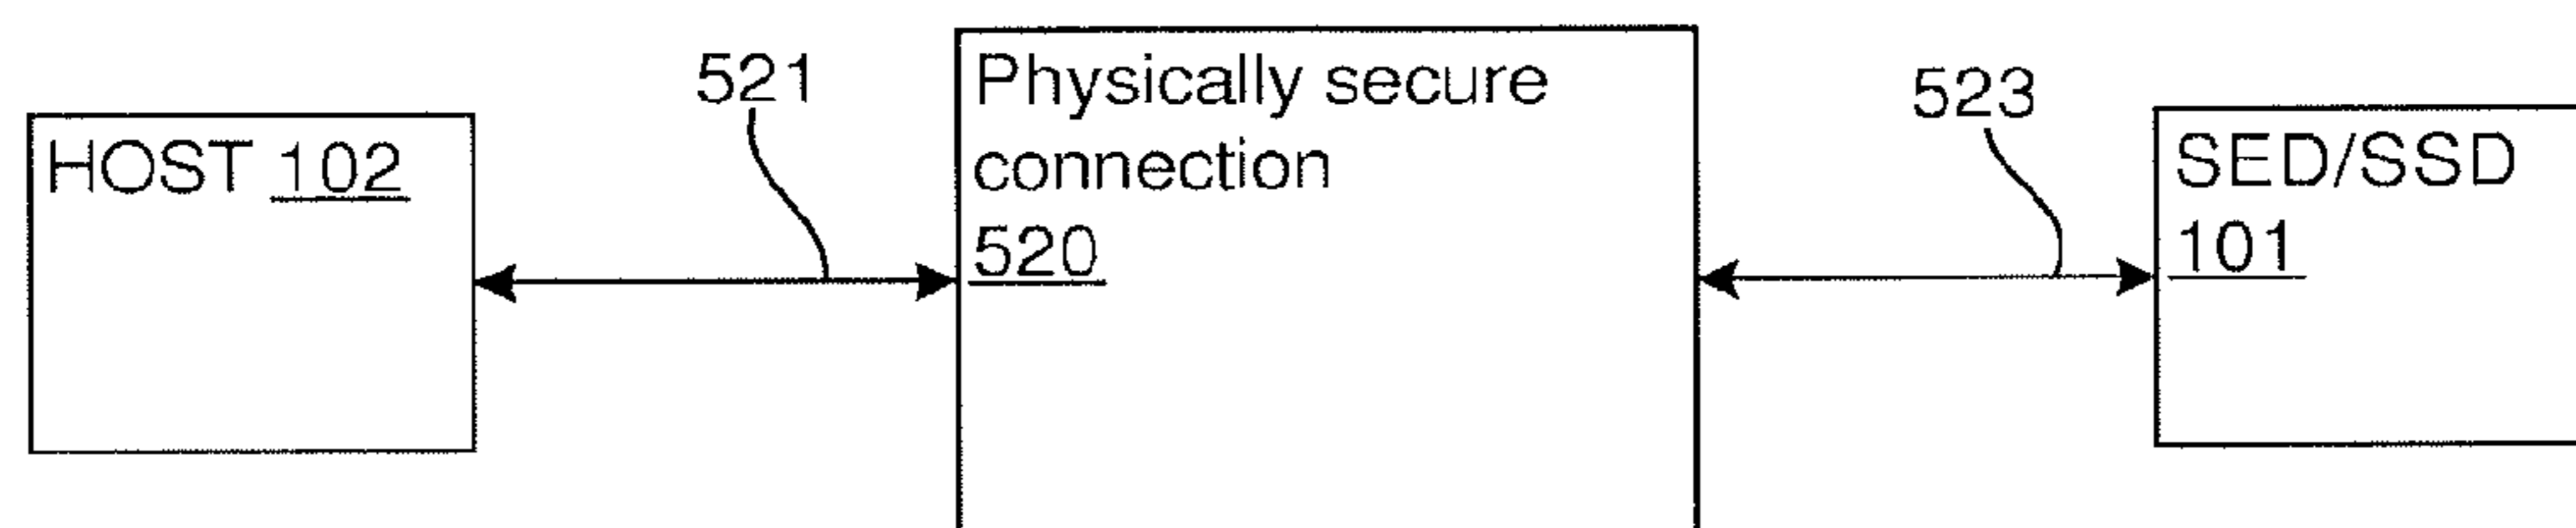 521
Physically secure
connection
520
523
HOST 102
SED/SSD
101